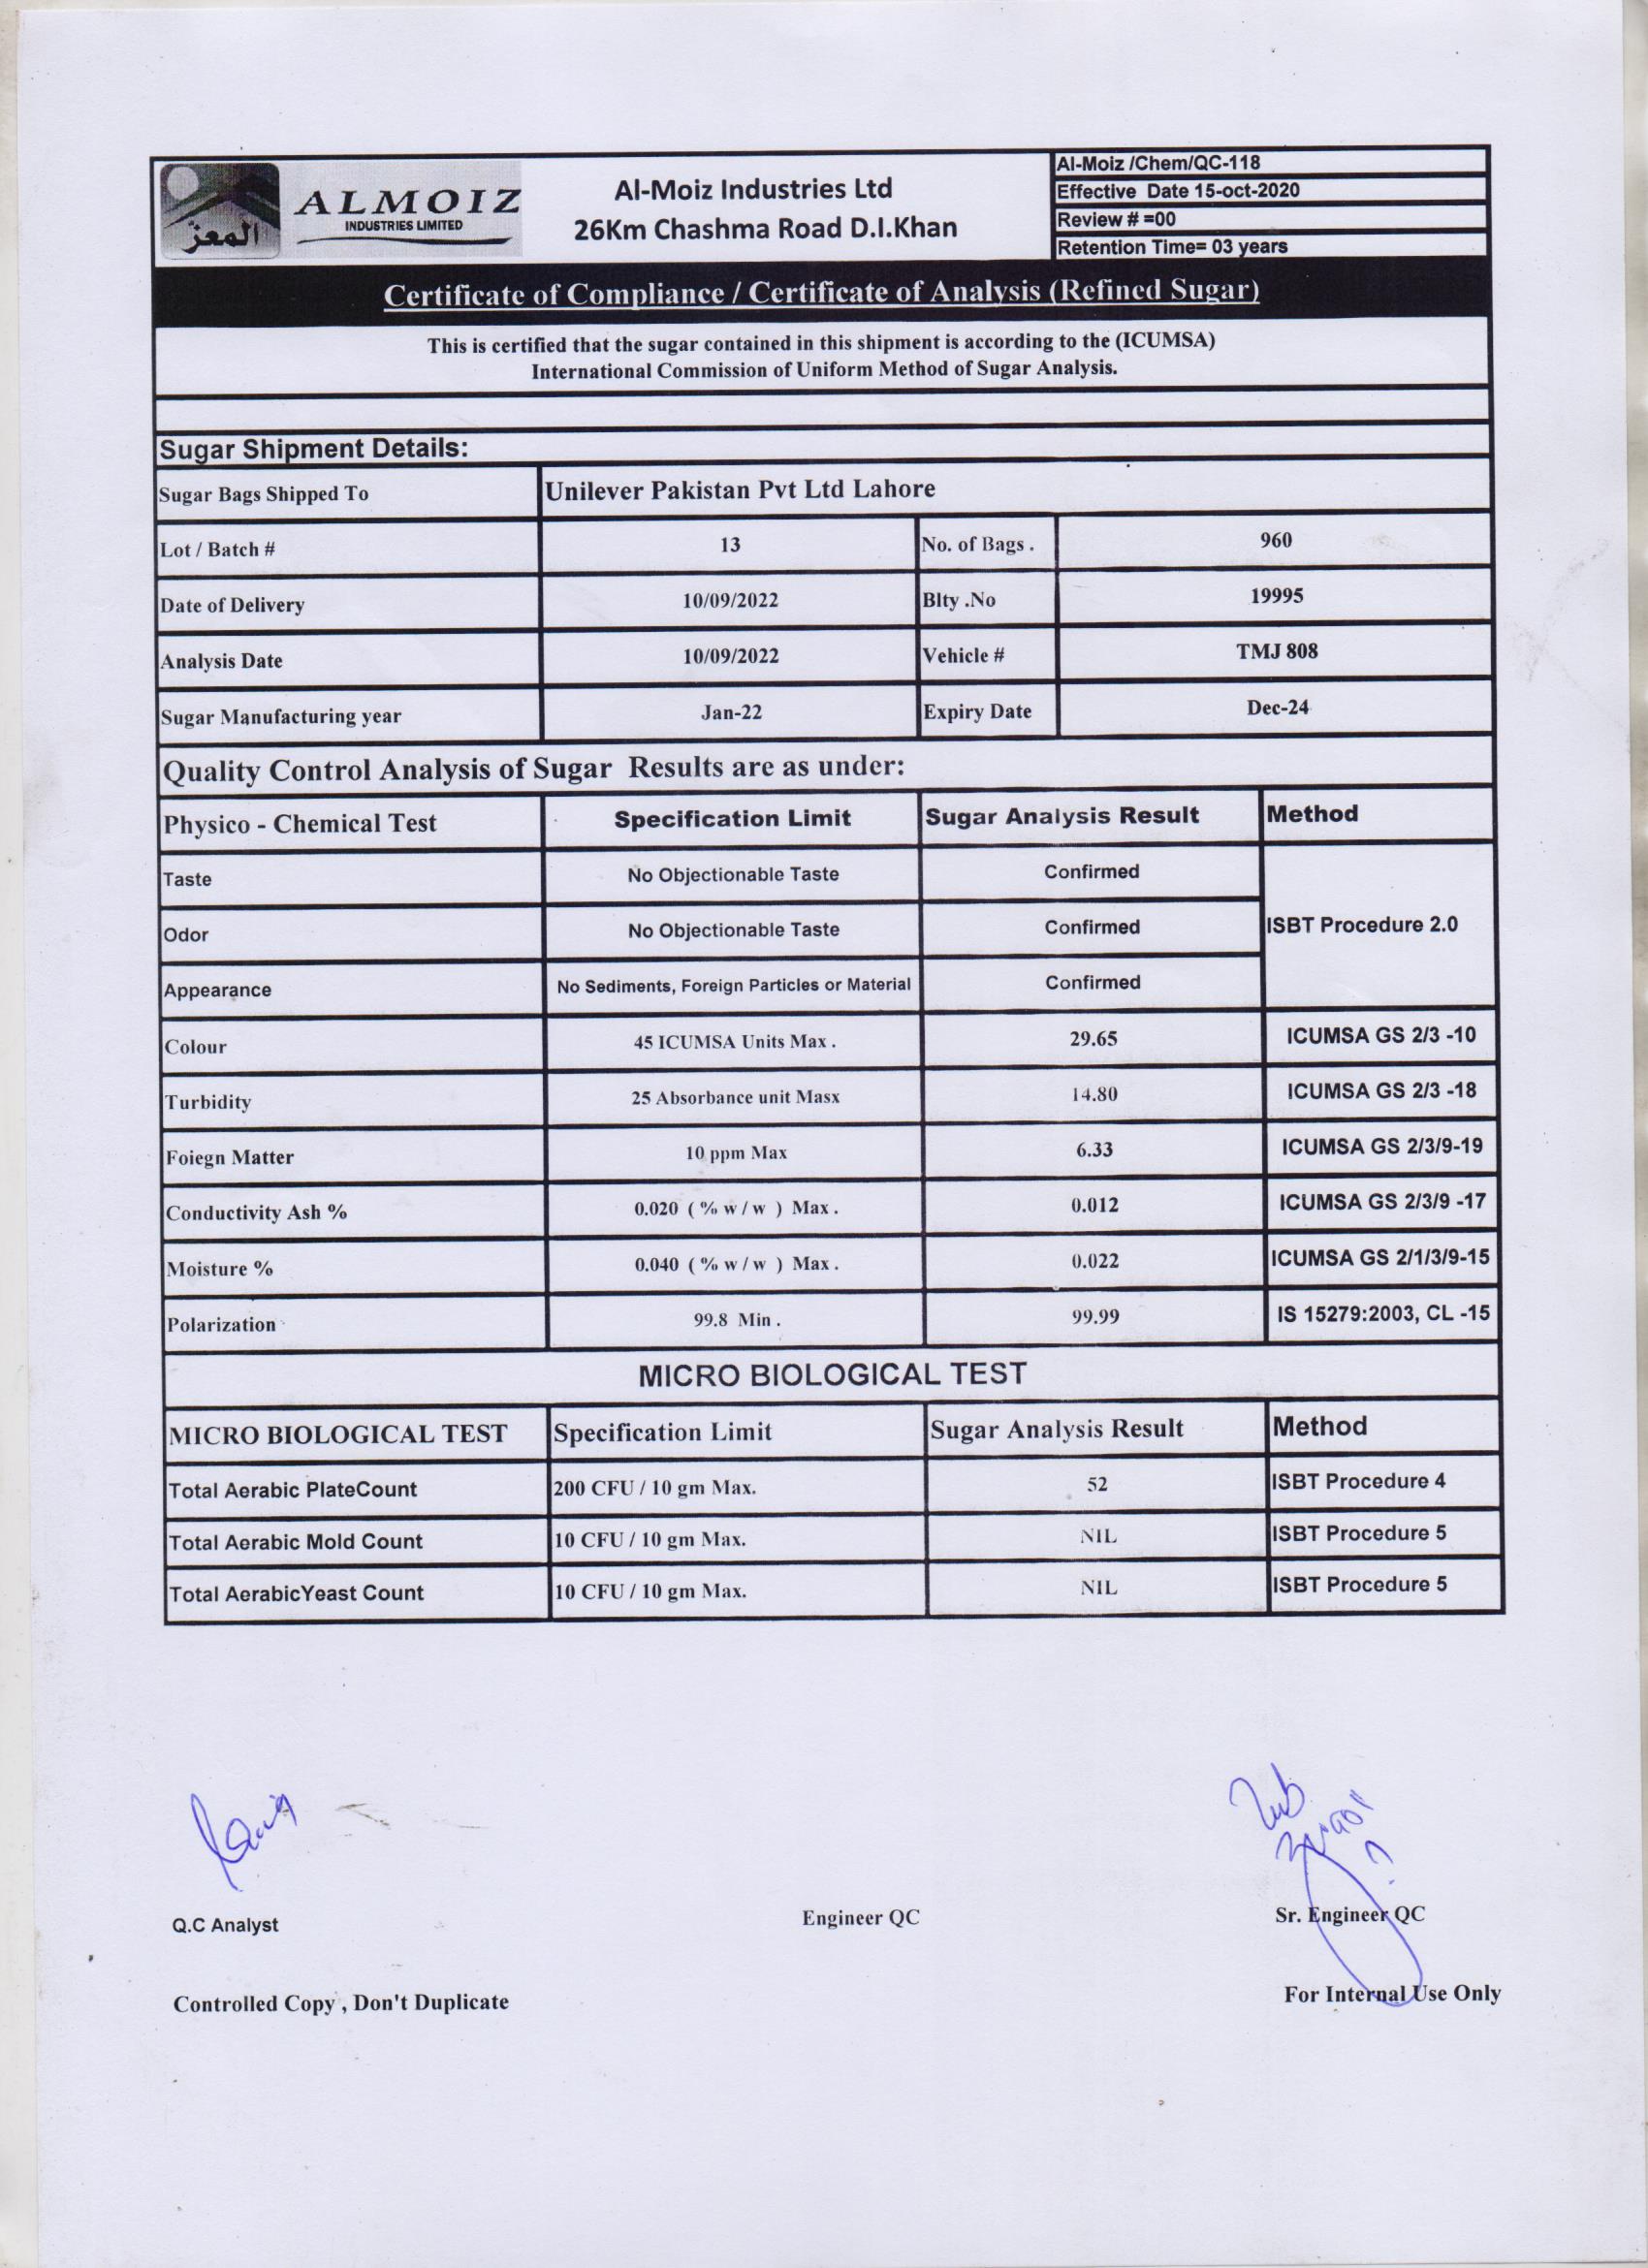 ALMOIZ
INDUSTRIES LIMITED
المعز
Al-Moiz Industries Ltd
26Km Chashma Road D.I.Khan
Al-Moiz /Chem/QC-118
Effective Date 15-oct-2020
Review # =00
Retention Time= 03 years
Certificate of Compliance / Certificate of Analysis (Refined Sugar)
This is certified that the sugar contained in this shipment is according to the (ICUMSA)
International Commission of Uniform Method of Sugar Analysis.
Sugar Shipment Details:
Sugar Bags Shipped To Unilever Pakistan Pvt Ltd Lahore
Lot / Batch # 13 No. of Bags . 960
Date of Delivery 10/09/2022 Blty .No 19995
Analysis Date 10/09/2022 Vehicle # TMJ 808
Sugar Manufacturing year Jan-22 Expiry Date Dec-24
Quality Control Analysis of Sugar Results are as under:
Physico - Chemical Test Specification Limit Sugar Analysis Result Method
Taste No Objectionable Taste Confirmed
Odor No Objectionable Taste Confirmed ISBT Procedure 2.0
Appearance No Sediments, Foreign Particles or Material Confirmed
Colour 45 ICUMSA Units Max . 29.65 ICUMSA GS 2/3 -10
Turbidity 25 Absorbance unit Masx 14.80 ICUMSA GS 2/3 -18
Foiegn Matter 10 ppm Max 6.33 ICUMSA GS 2/3/9-19
Conductivity Ash % 0.020 ( % w / w ) Max . 0.012 ICUMSA GS 2/3/9 -17
Moisture % 0.040 ( % w / w ) Max . 0.022 ICUMSA GS 2/1/3/9-15
Polarization 99.8 Min . 99.99 IS 15279:2003, CL -15
MICRO BIOLOGICAL TEST
MICRO BIOLOGICAL TEST Specification Limit Sugar Analysis Result Method
Total Aerabic PlateCount 200 CFU / 10 gm Max. 52 ISBT Procedure 4
Total Aerabic Mold Count 10 CFU / 10 gm Max. NIL ISBT Procedure 5
Total AerabicYeast Count 10 CFU / 10 gm Max. NIL ISBT Procedure 5
Q.C Analyst Engineer QC Sr. Engineer QC
Controlled Copy , Don't Duplicate For Internal Use Only